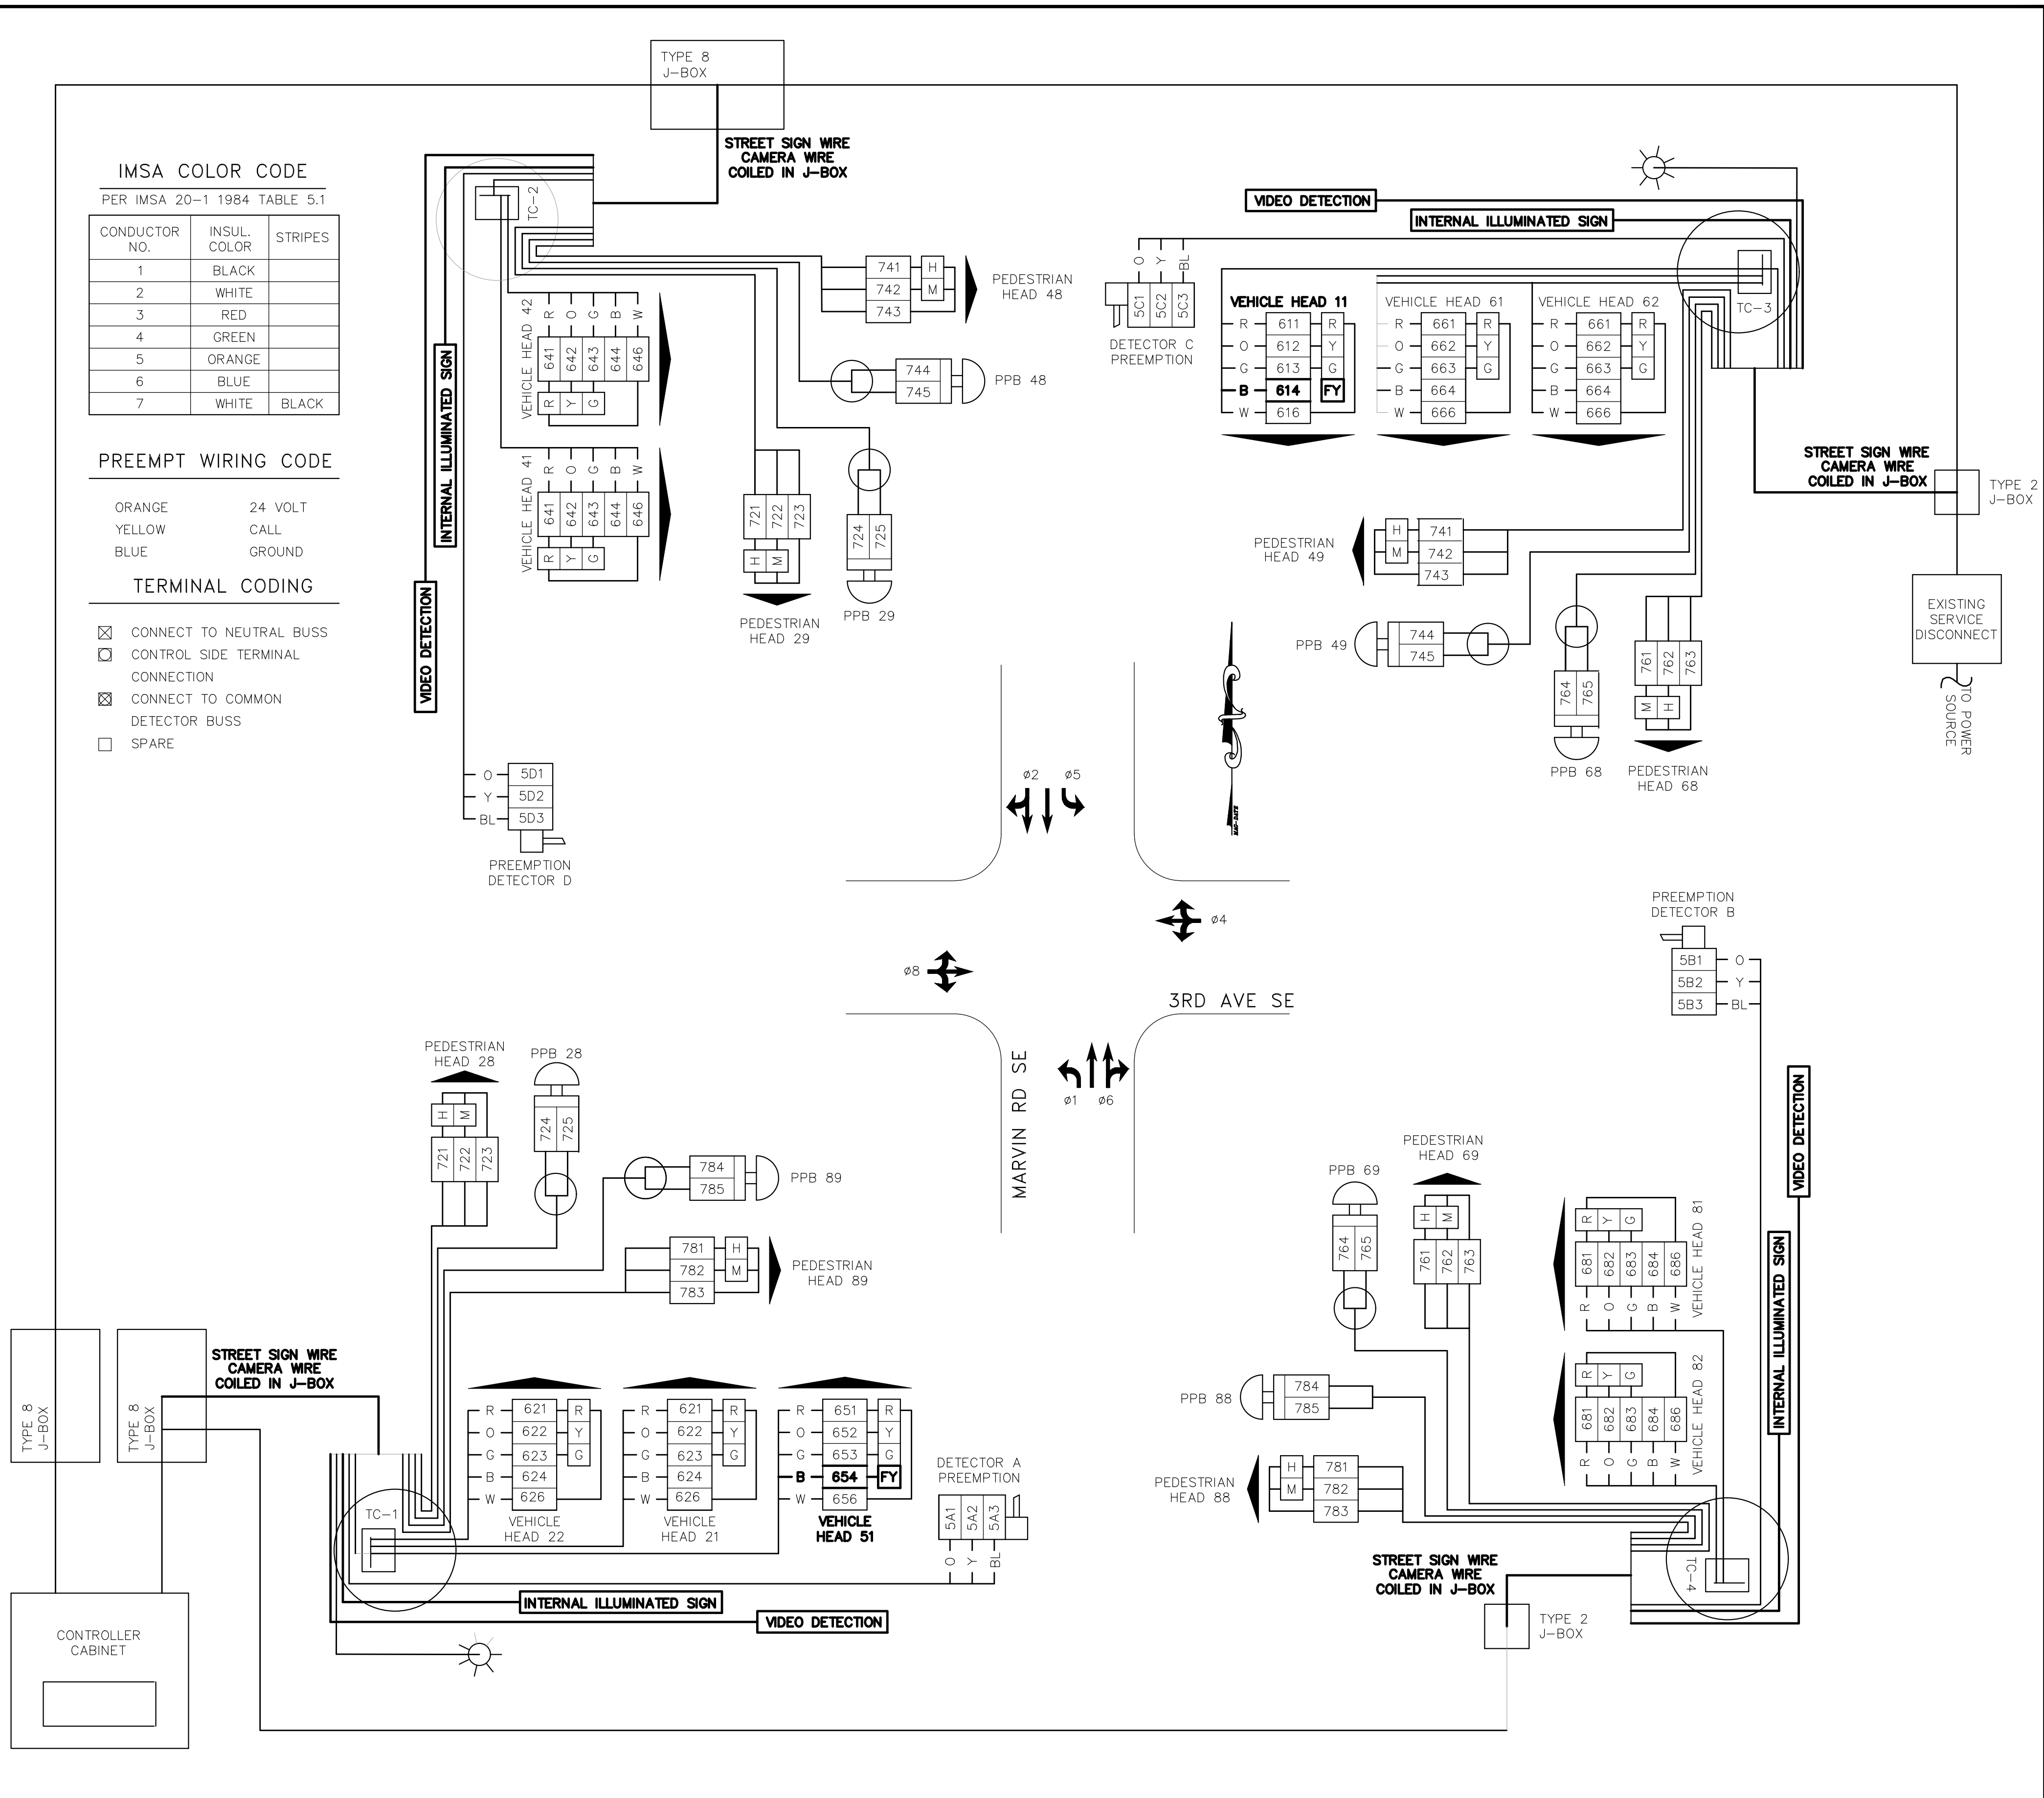 TYPE 8
J-BOX
STREET SIGN WIRE
CAMERA WIRE
COILED IN J-BOX
IMSA COLOR CODE
PER IMSA 20-1 1984 TABLE 5.1
CONDUCTOR NO. INSUL. COLOR STRIPES
1 BLACK
2 WHITE
3 RED
4 GREEN
5 ORANGE
6 BLUE
7 WHITE BLACK
PREEMPT WIRING CODE
ORANGE 24 VOLT
YELLOW CALL
BLUE GROUND
TERMINAL CODING
CONNECT TO NEUTRAL BUSS
CONTROL SIDE TERMINAL
CONNECTION
CONNECT TO COMMON
DETECTOR BUSS
SPARE
TC-2
INTERNAL ILLUMINATED SIGN
VIDEO DETECTION
VEHICLE HEAD 42
R O G B W
641 642 643 644 646
R Y G
VEHICLE HEAD 41
R O G B W
641 642 643 644 646
R Y G
741 H
742 M
743
PEDESTRIAN
HEAD 48
744
745
PPB 48
721 722 723
H M
PEDESTRIAN
HEAD 29
724 725
PPB 29
O 5D1
Y 5D2
BL 5D3
PREEMPTION
DETECTOR D
VIDEO DETECTION
INTERNAL ILLUMINATED SIGN
TC-3
O Y BL
5C1 5C2 5C3
DETECTOR C
PREEMPTION
VEHICLE HEAD 11
R 611 R
O 612 Y
G 613 G
B 614 FY
W 616
VEHICLE HEAD 61
R 661 R
O 662 Y
G 663 G
B 664
W 666
VEHICLE HEAD 62
R 661 R
O 662 Y
G 663 G
B 664
W 666
STREET SIGN WIRE
CAMERA WIRE
COILED IN J-BOX
TYPE 2
J-BOX
EXISTING
SERVICE
DISCONNECT
TO POWER
SOURCE
PEDESTRIAN
HEAD 49
H 741
M 742
743
PPB 49
744
745
764 765
PPB 68
761 762 763
M H
PEDESTRIAN
HEAD 68
ø2 ø5
ø4
ø8
3RD AVE SE
MARVIN RD SE
ø1 ø6
PREEMPTION
DETECTOR B
5B1 O
5B2 Y
5B3 BL
PEDESTRIAN
HEAD 28
H M
721 722 723
PPB 28
724 725
784
785
PPB 89
781 H
782 M
783
PEDESTRIAN
HEAD 89
TYPE 8
J-BOX
TYPE 8
J-BOX
STREET SIGN WIRE
CAMERA WIRE
COILED IN J-BOX
TC-1
R 621 R
O 622 Y
G 623 G
B 624
W 626
VEHICLE
HEAD 22
R 621 R
O 622 Y
G 623 G
B 624
W 626
VEHICLE
HEAD 21
R 651 R
O 652 Y
G 653 G
B 654 FY
W 656
VEHICLE
HEAD 51
DETECTOR A
PREEMPTION
5A1 5A2 5A3
O Y BL
INTERNAL ILLUMINATED SIGN
VIDEO DETECTION
CONTROLLER
CABINET
PPB 69
764 765
PEDESTRIAN
HEAD 69
H M
761 762 763
PPB 88
784
785
PEDESTRIAN
HEAD 88
H 781
M 782
783
R Y G
681 682 683 684 686
R O G B W
VEHICLE HEAD 81
R Y G
681 682 683 684 686
R O G B W
VEHICLE HEAD 82
VIDEO DETECTION
INTERNAL ILLUMINATED SIGN
TC-4
STREET SIGN WIRE
CAMERA WIRE
COILED IN J-BOX
TYPE 2
J-BOX